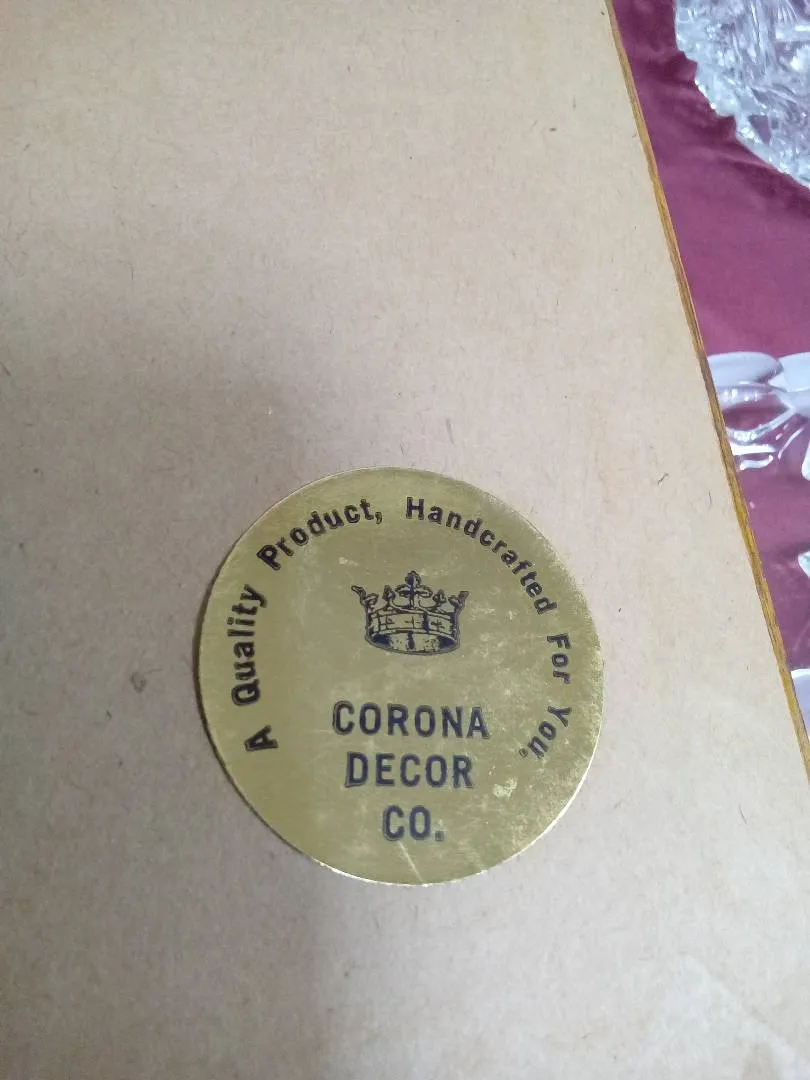 A Quality Product, Handcrafted For You.
CORONA
DECOR
CO.